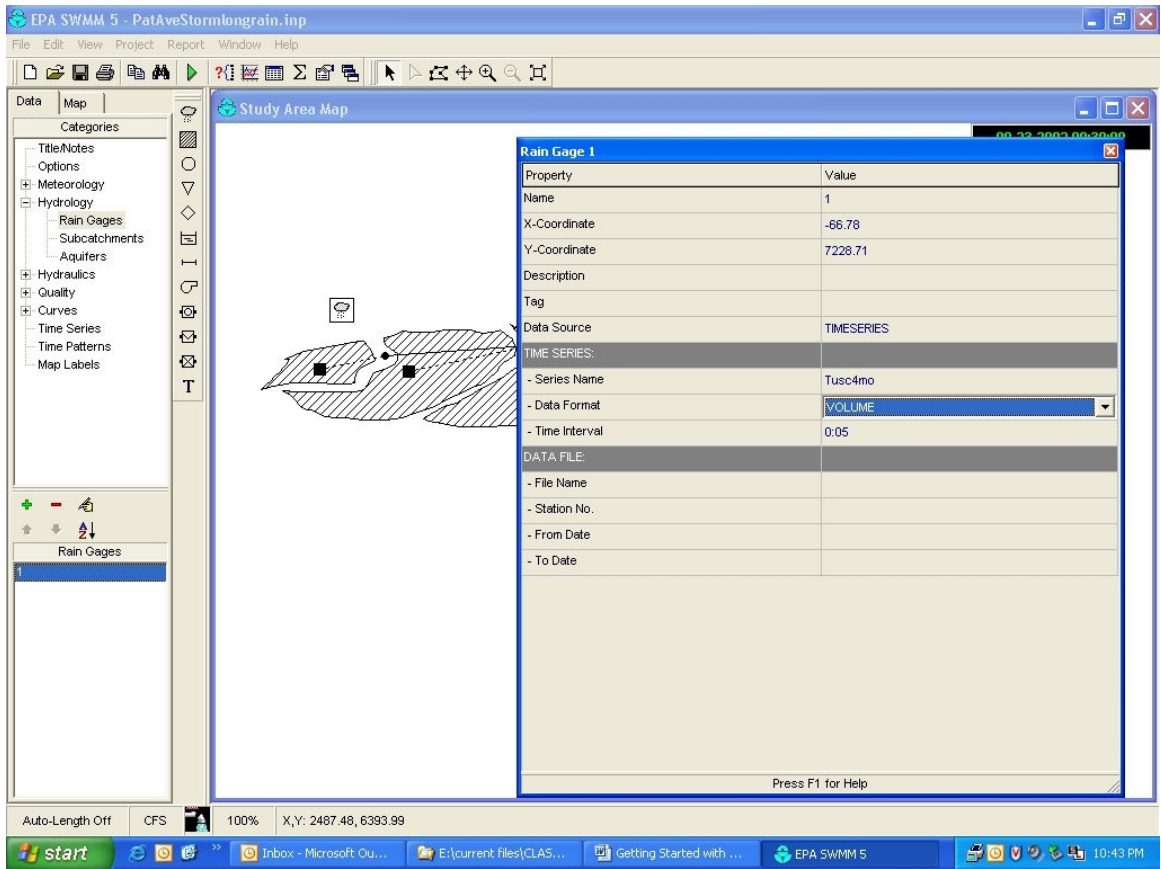 EPA SWMM 5 - PatAveStormlongrain.inp
File Edit View Project Report Window Help
Data Map
Categories
Title/Notes
Options
Meteorology
Hydrology
Rain Gages
Subcatchments
Aquifers
Hydraulics
Quality
Curves
Time Series
Time Patterns
Map Labels
T
Rain Gages
1
Study Area Map
Rain Gage 1
Property Value
Name 1
X-Coordinate -66.78
Y-Coordinate 7228.71
Description
Tag
Data Source TIMESERIES
TIME SERIES:
- Series Name Tusc4mo
- Data Format VOLUME
- Time Interval 0:05
DATA FILE:
- File Name
- Station No.
- From Date
- To Date
Press F1 for Help
Auto-Length Off CFS 100% X,Y: 2487.48, 6393.99
start Inbox - Microsoft Ou... E:\current files\CLAS... Getting Started with ... EPA SWMM 5 10:43 PM